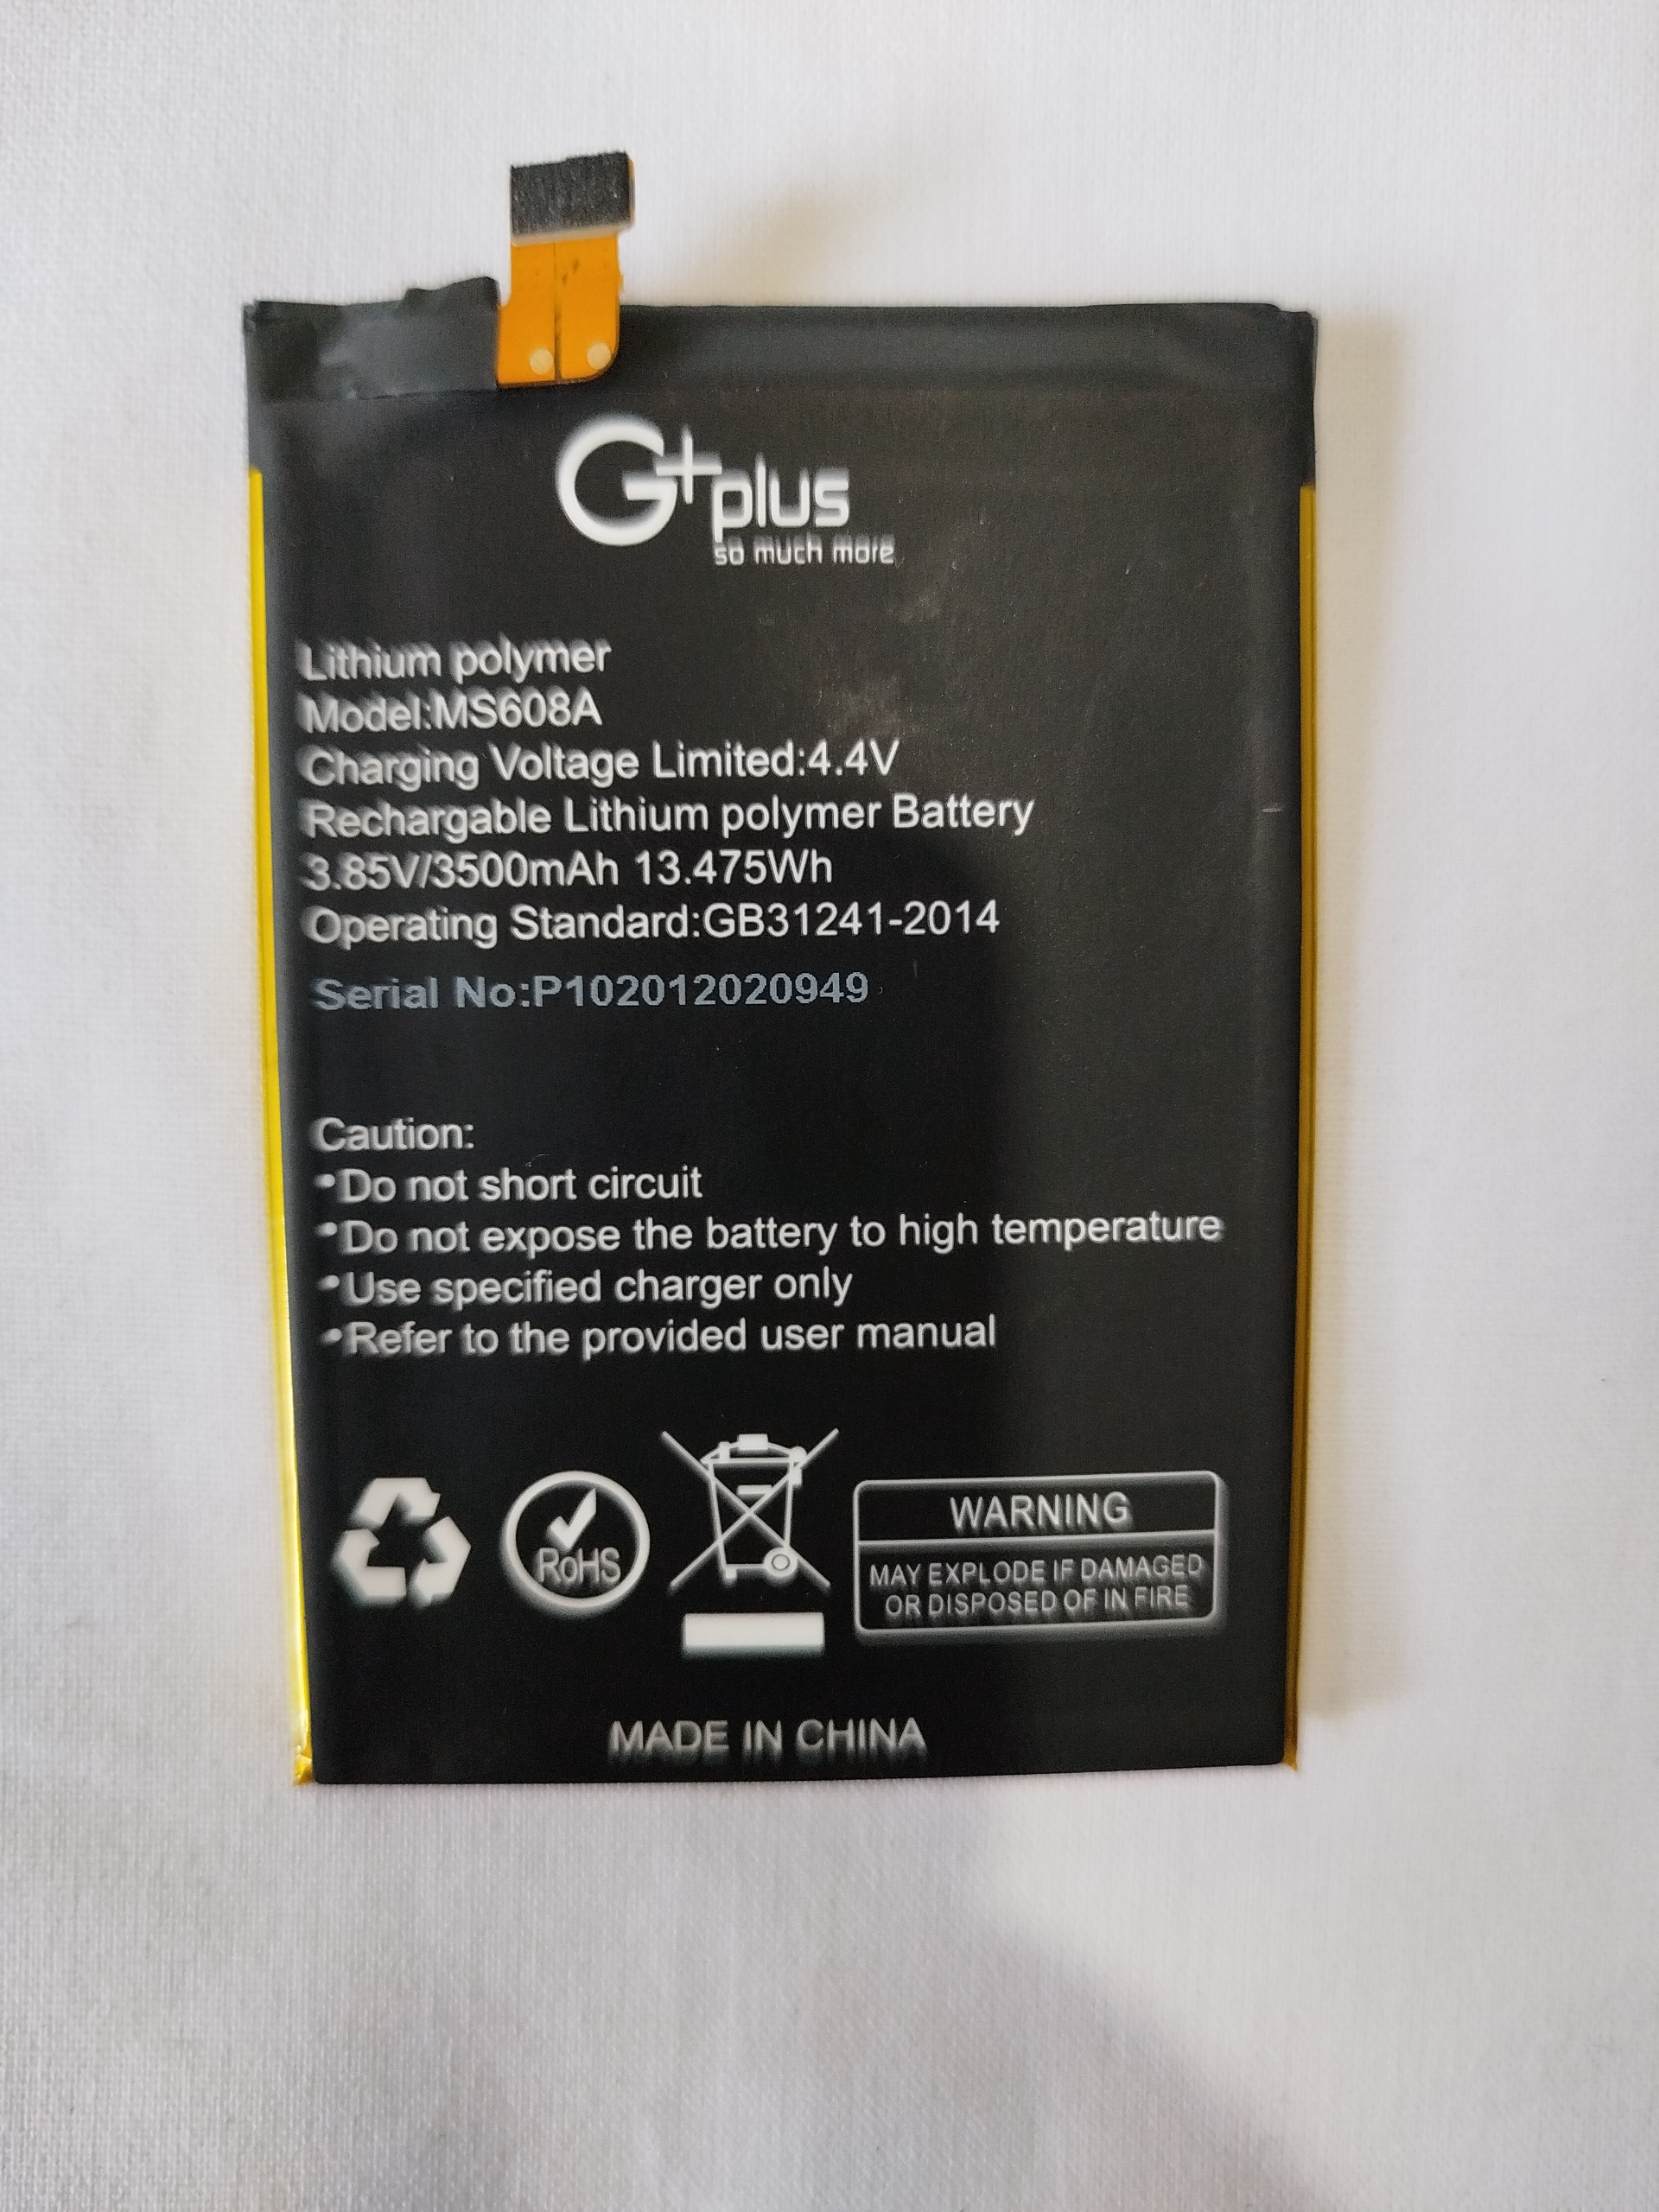 G+plus
so much more
Lithium polymer
Model:MS608A
Charging Voltage Limited:4.4V
Rechargable Lithium polymer Battery
3.85V/3500mAh 13.475Wh
Operating Standard:GB31241-2014
Serial No:P102012020949
Caution:
•Do not short circuit
•Do not expose the battery to high temperature
•Use specified charger only
•Refer to the provided user manual
RoHS
WARNING
MAY EXPLODE IF DAMAGED
OR DISPOSED OF IN FIRE
MADE IN CHINA